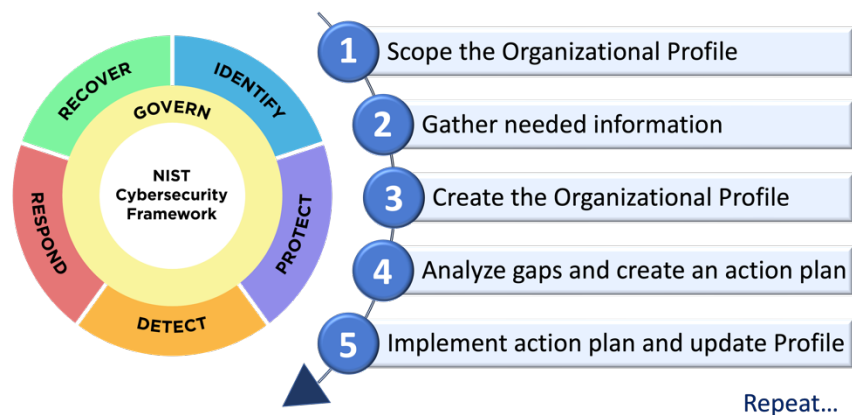 RECOVER
IDENTIFY
GOVERN
NIST
Cybersecurity
Framework
RESPOND
PROTECT
DETECT
1 Scope the Organizational Profile
2 Gather needed information
3 Create the Organizational Profile
4 Analyze gaps and create an action plan
5 Implement action plan and update Profile
Repeat...